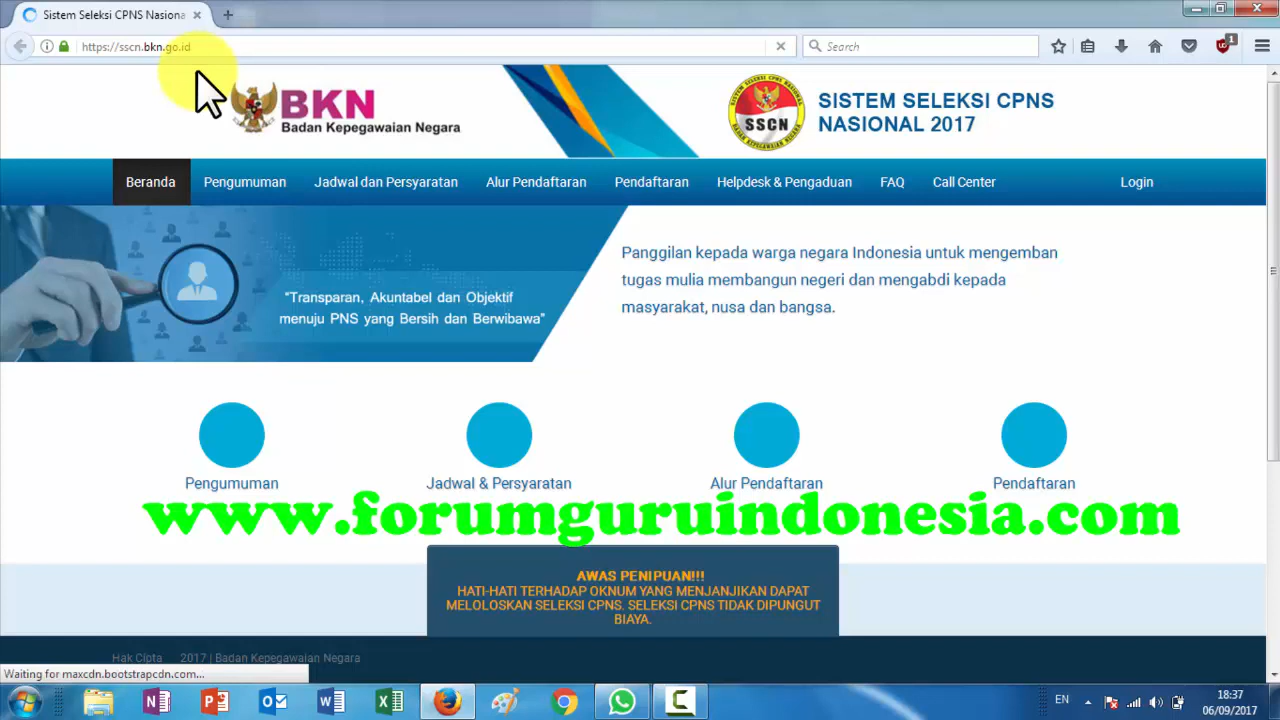 Sistem Seleksi CPNS Nasiona
https://sscn.bkn.go.id
Search
1
BKN
Badan Kepegawaian Negara
SSCN
SISTEM SELEKSI CPNS
NASIONAL 2017
Beranda
Pengumuman
Jadwal dan Persyaratan
Alur Pendaftaran
Pendaftaran
Helpdesk & Pengaduan
FAQ
Call Center
Login
"Transparan, Akuntabel dan Objektif
menuju PNS yang Bersih dan Berwibawa"
Panggilan kepada warga negara Indonesia untuk mengemban
tugas mulia membangun negeri dan mengabdi kepada
masyarakat, nusa dan bangsa.
Pengumuman
Jadwal & Persyaratan
Alur Pendaftaran
Pendaftaran
www.forumguruindonesia.com
AWAS PENIPUAN!!!
HATI-HATI TERHADAP OKNUM YANG MENJANJIKAN DAPAT
MELOLOSKAN SELEKSI CPNS. SELEKSI CPNS TIDAK DIPUNGUT
BIAYA.
Hak Cipta 2017 | Badan Kepegawaian Negara
Waiting for maxcdn.bootstrapcdn.com...
EN
18:37
06/09/2017